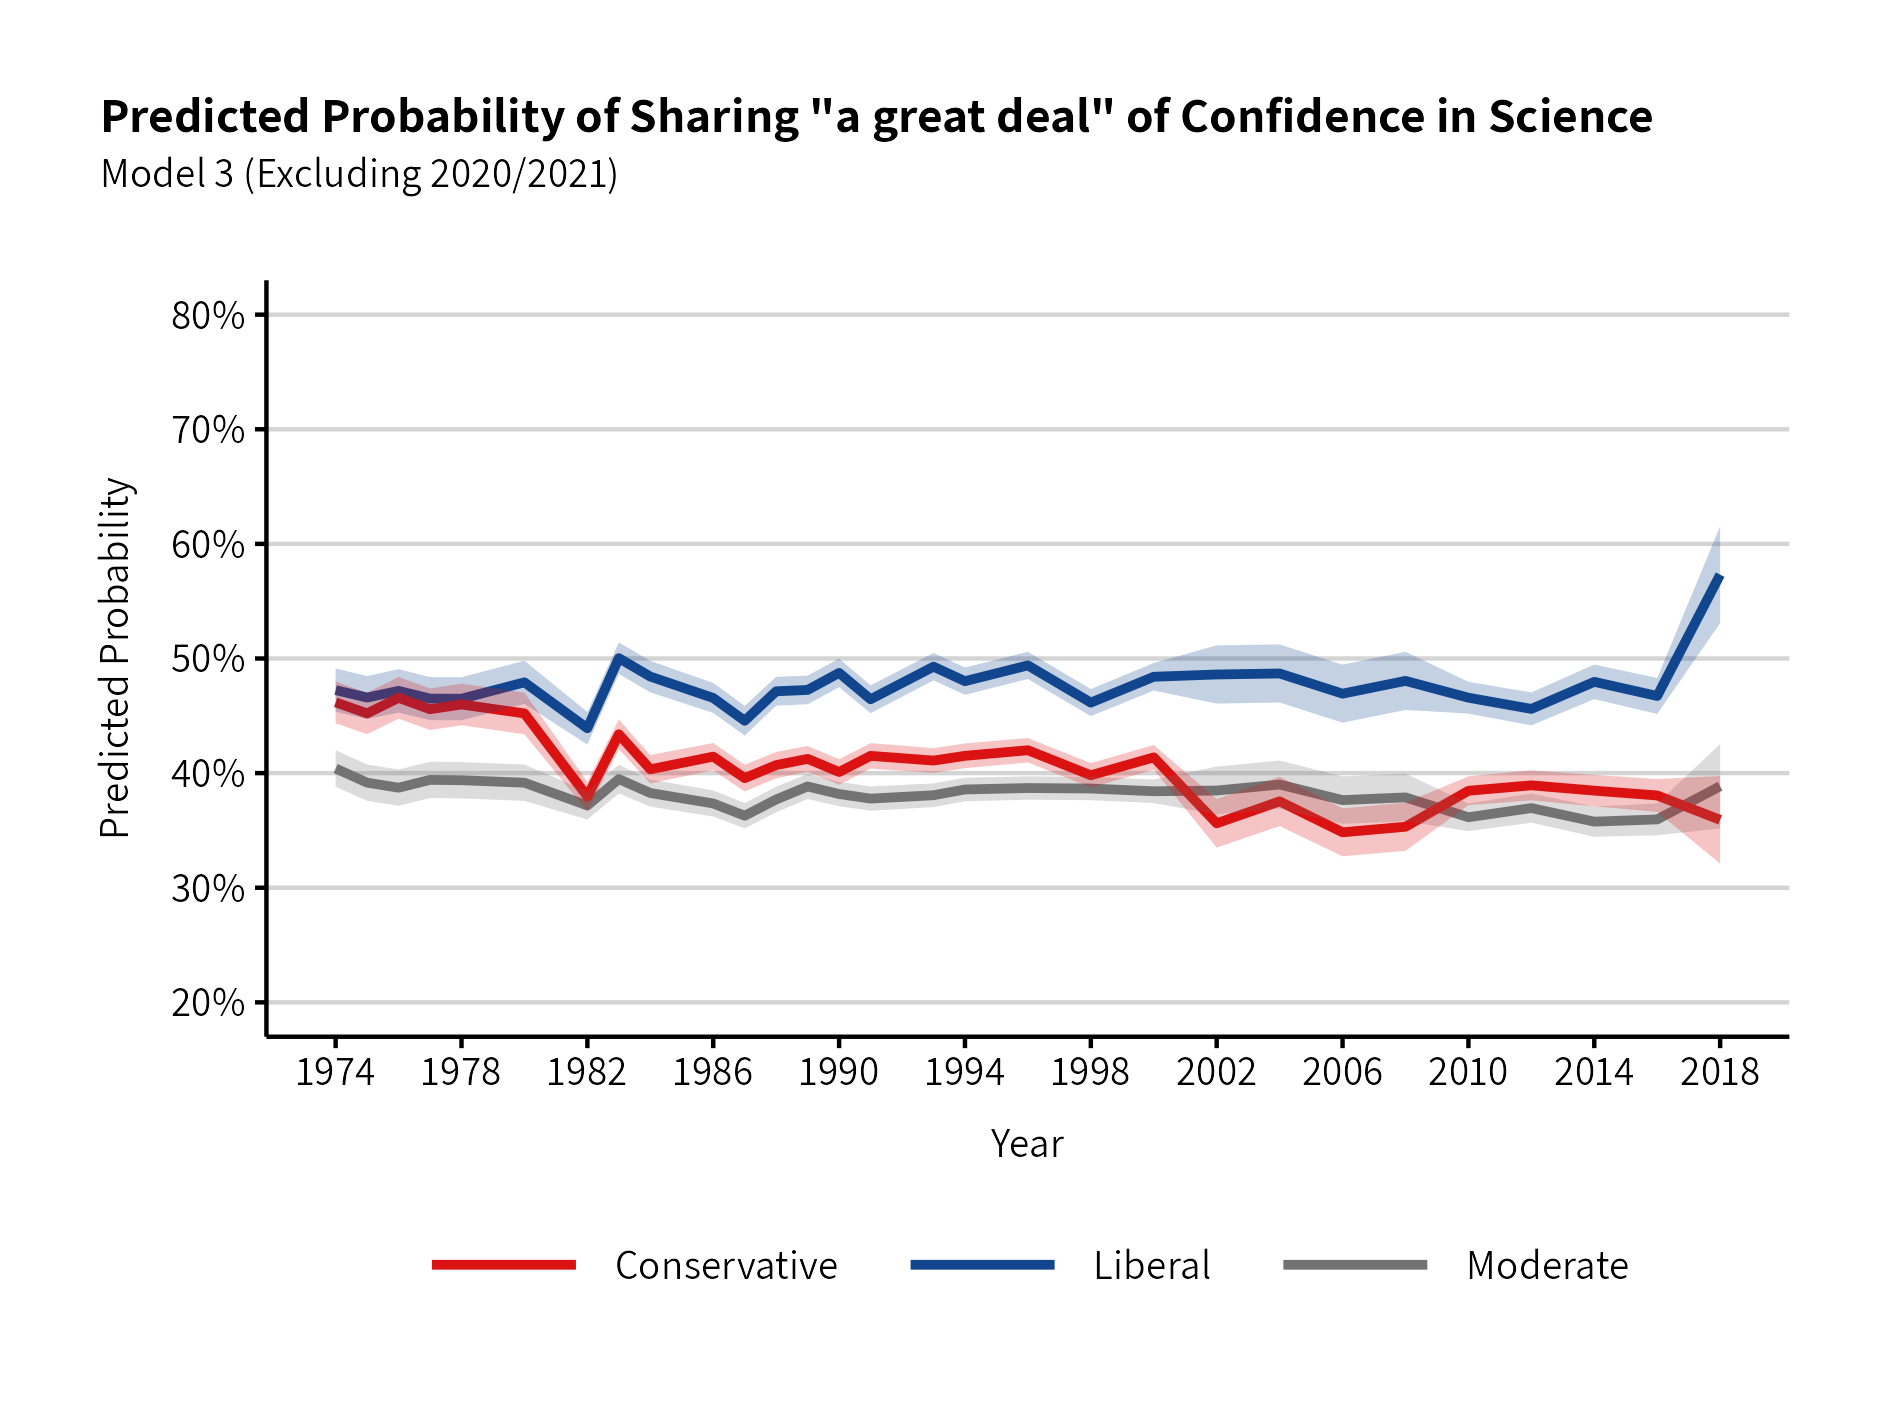 Predicted Probability of Sharing "a great deal" of Confidence in Science
Model 3 (Excluding 2020/2021)
80%
70%
60%
50%
40%
30%
20%
Predicted Probability
1974 1978 1982 1986 1990 1994 1998 2002 2006 2010 2014 2018
Year
Conservative Liberal Moderate